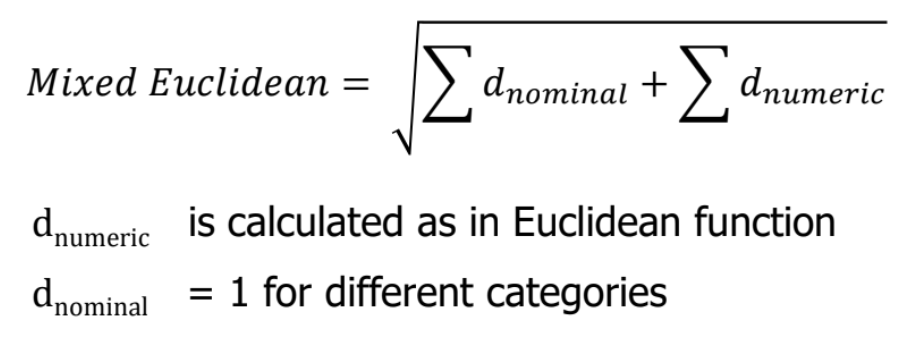 Mixed Euclidean = √(∑ d_nominal + ∑ d_numeric)
d_numeric is calculated as in Euclidean function
d_nominal = 1 for different categories